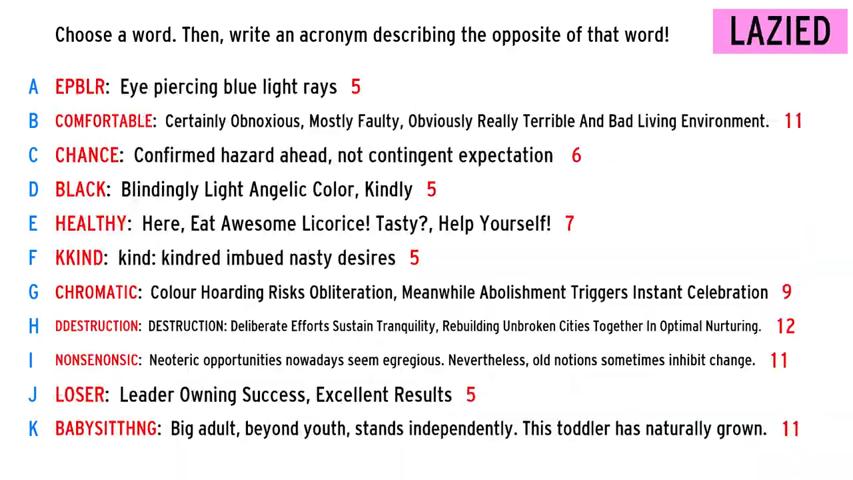 Choose a word. Then, write an acronym describing the opposite of that word!
LAZIED
A EPBLR: Eye piercing blue light rays 5
B COMFORTABLE: Certainly Obnoxious, Mostly Faulty, Obviously Really Terrible And Bad Living Environment. 11
C CHANCE: Confirmed hazard ahead, not contingent expectation 6
D BLACK: Blindingly Light Angelic Color, Kindly 5
E HEALTHY: Here, Eat Awesome Licorice! Tasty?, Help Yourself! 7
F KKIND: kind: kindred imbued nasty desires 5
G CHROMATIC: Colour Hoarding Risks Obliteration, Meanwhile Abolishment Triggers Instant Celebration 9
H DDESTRUCTION: DESTRUCTION: Deliberate Efforts Sustain Tranquility, Rebuilding Unbroken Cities Together In Optimal Nurturing. 12
I NONSENONSIC: Neoteric opportunities nowadays seem egregious. Nevertheless, old notions sometimes inhibit change. 11
J LOSER: Leader Owning Success, Excellent Results 5
K BABYSITTHNG: Big adult, beyond youth, stands independently. This toddler has naturally grown. 11